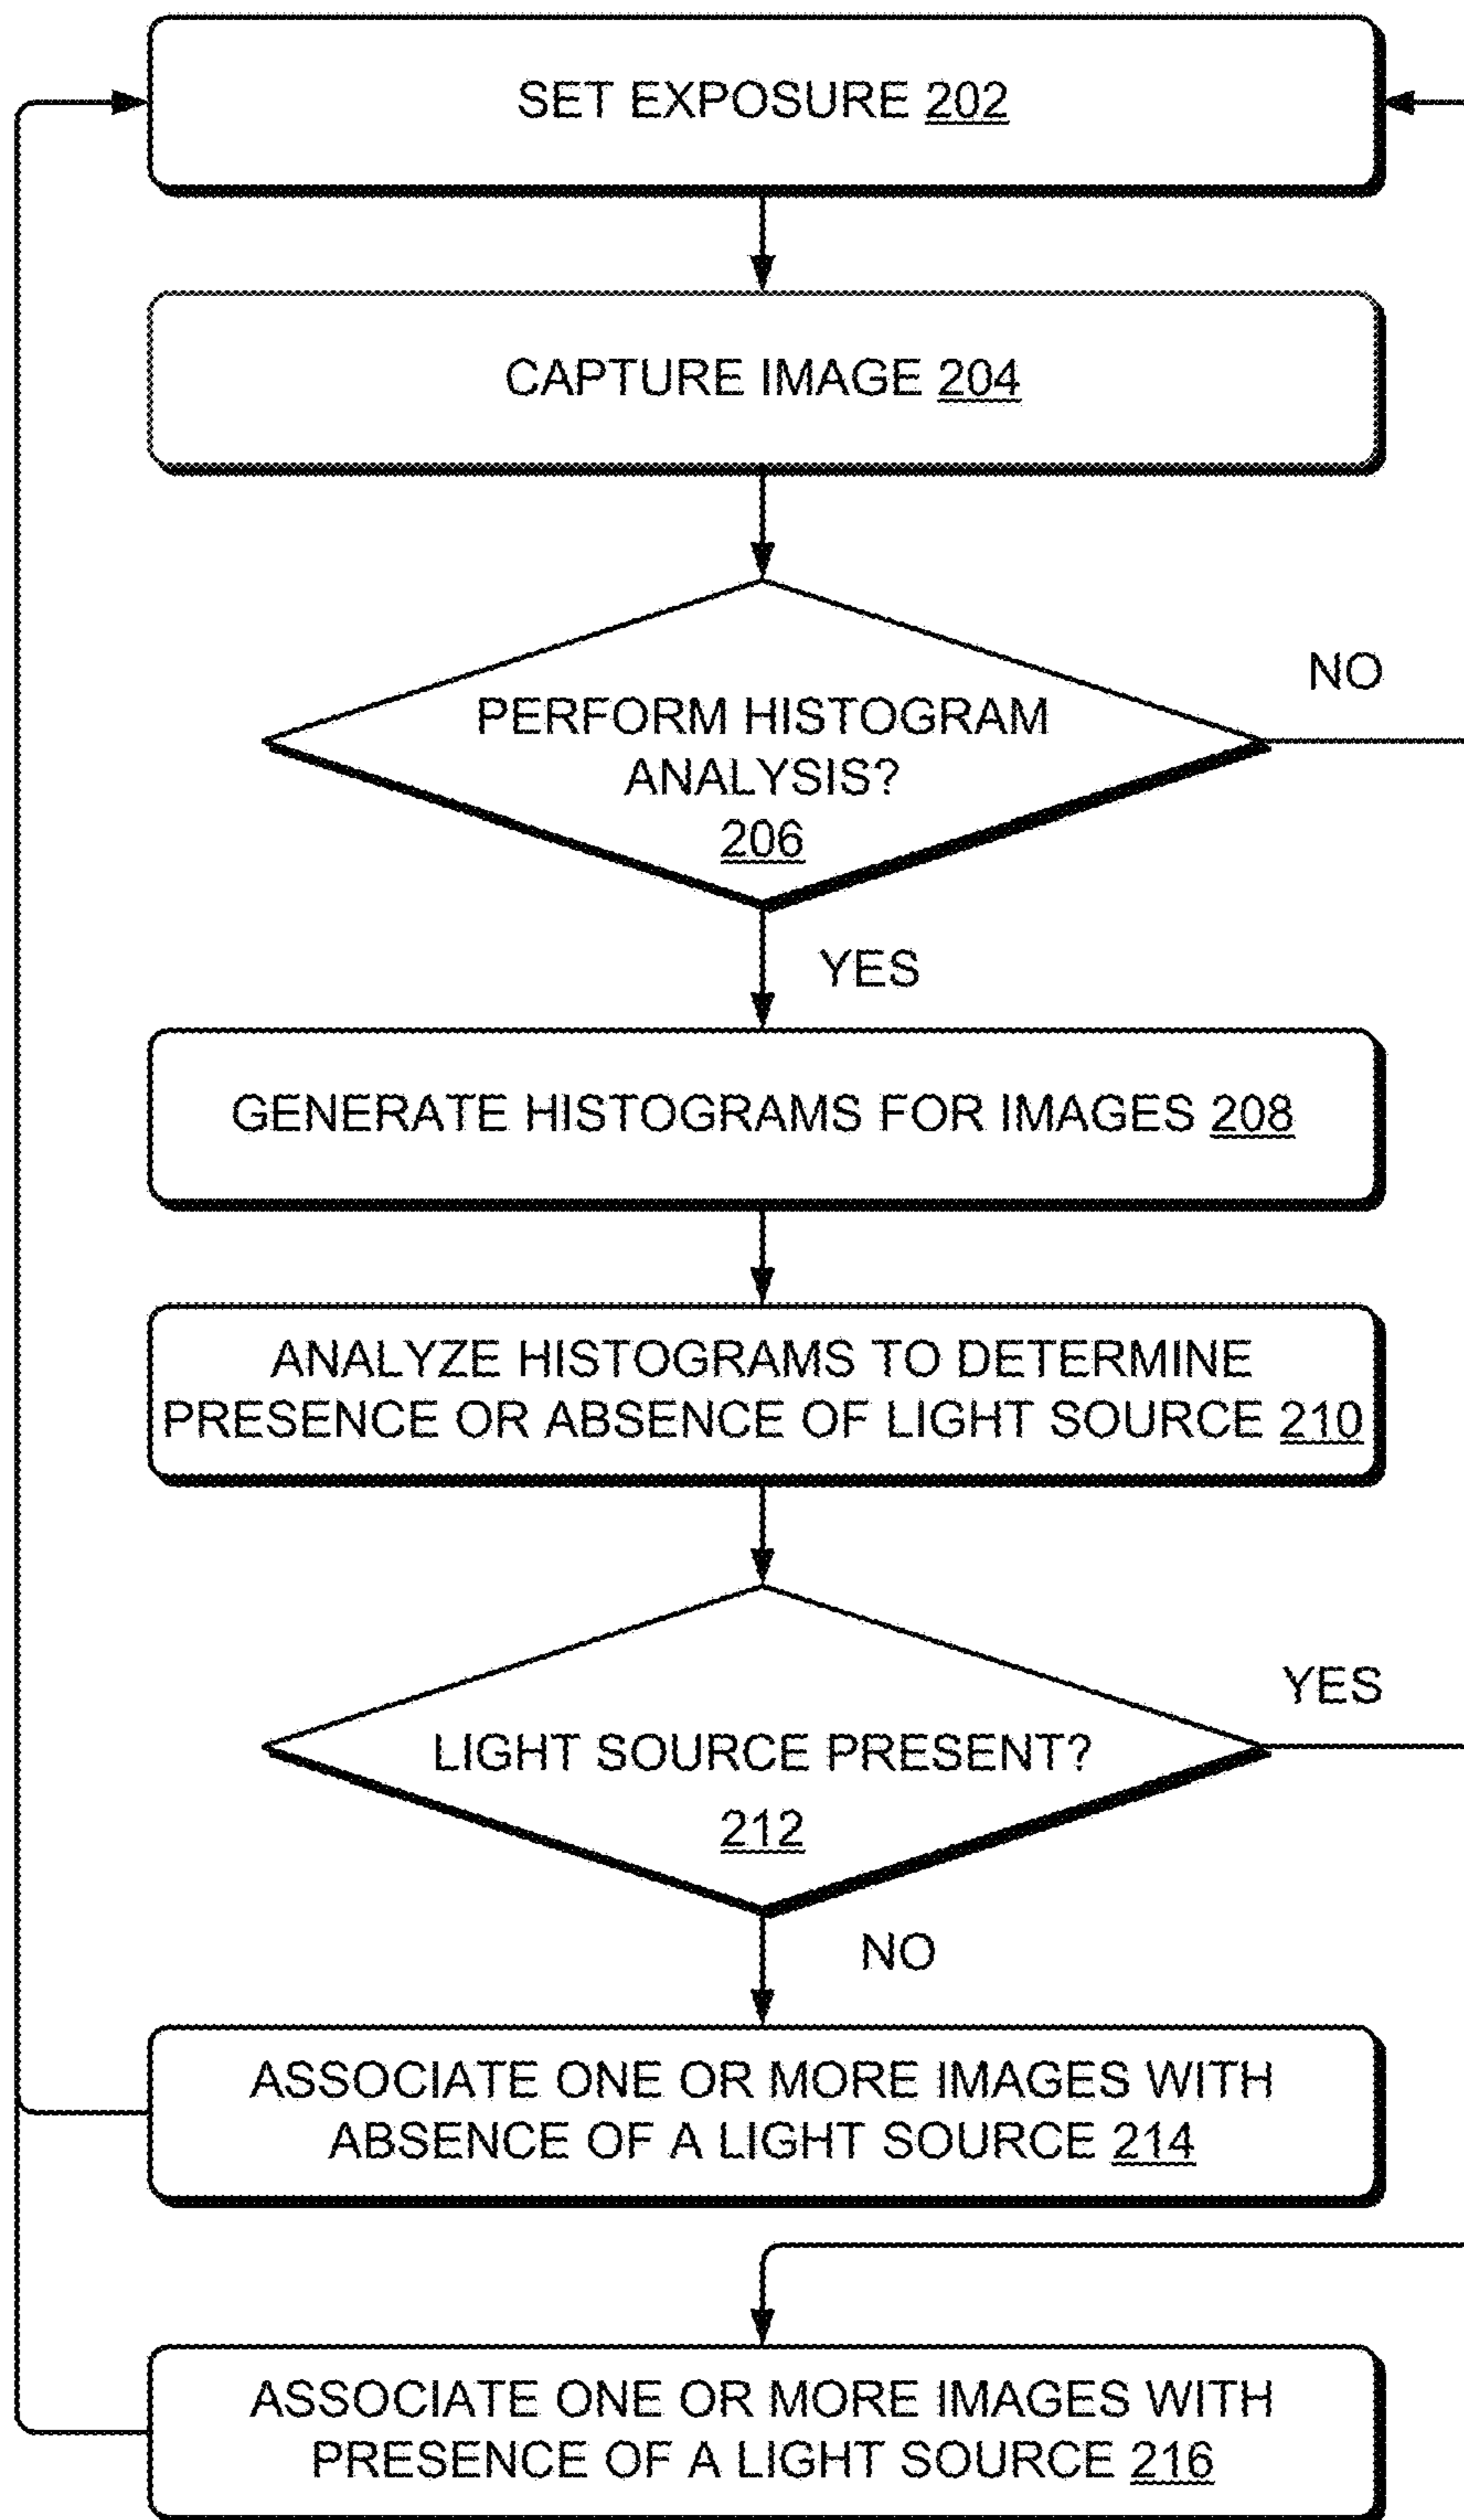 SET EXPOSURE 202
CAPTURE IMAGE 204
NO
PERFORM HISTOGRAM
ANALYSIS?
206
YES
GENERATE HISTOGRAMS FOR IMAGES 208
ANALYZE HISTOGRAMS TO DETERMINE
PRESENCE OR ABSENCE OF LIGHT SOURCE 210
YES
LIGHT SOURCE PRESENT?
212
NO
ASSOCIATE ONE OR MORE IMAGES WITH
ABSENCE OF A LIGHT SOURCE 214
ASSOCIATE ONE OR MORE IMAGES WITH
PRESENCE OF A LIGHT SOURCE 216